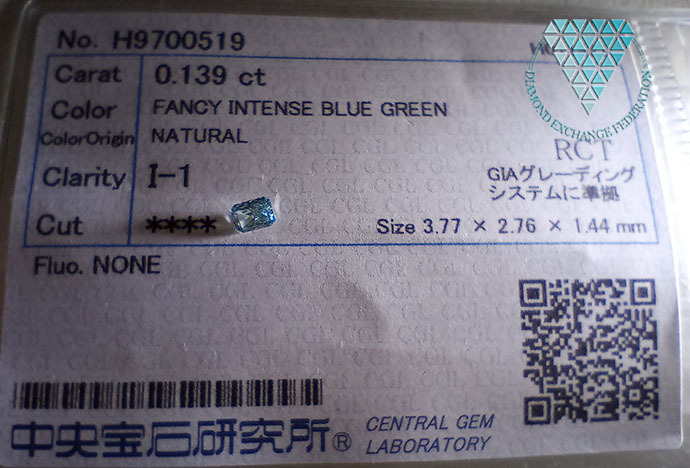 No. H9700519
Carat 0.139 ct
Color FANCY INTENSE BLUE GREEN
ColorOrigin NATURAL
RCT
Clarity I-1
GIAグレーディング
システムに準拠
Cut **** Size 3.77 × 2.76 × 1.44 mm
Fluo. NONE
中央宝石研究所®
CENTRAL GEM
LABORATORY
DIAMOND EXCHANGE FEDERATION